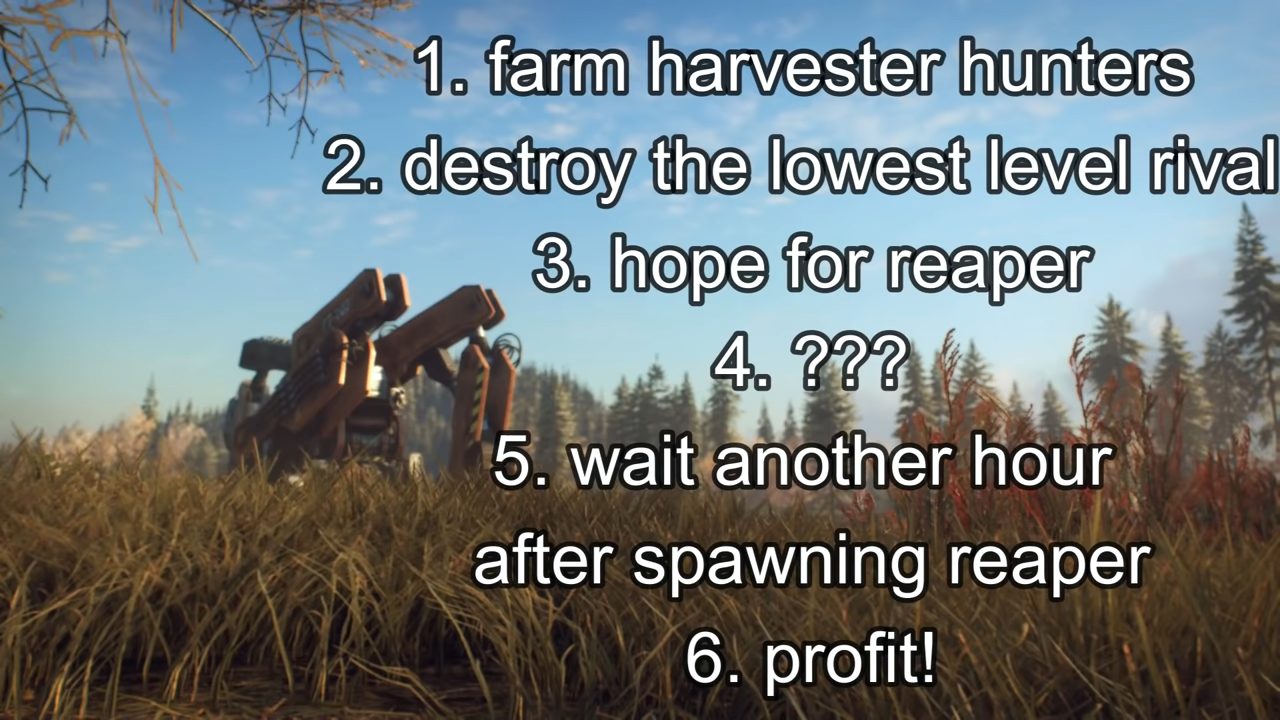 1. farm harvester hunters
2. destroy the lowest level rival
3. hope for reaper
4. ???
5. wait another hour
after spawning reaper
6. profit!